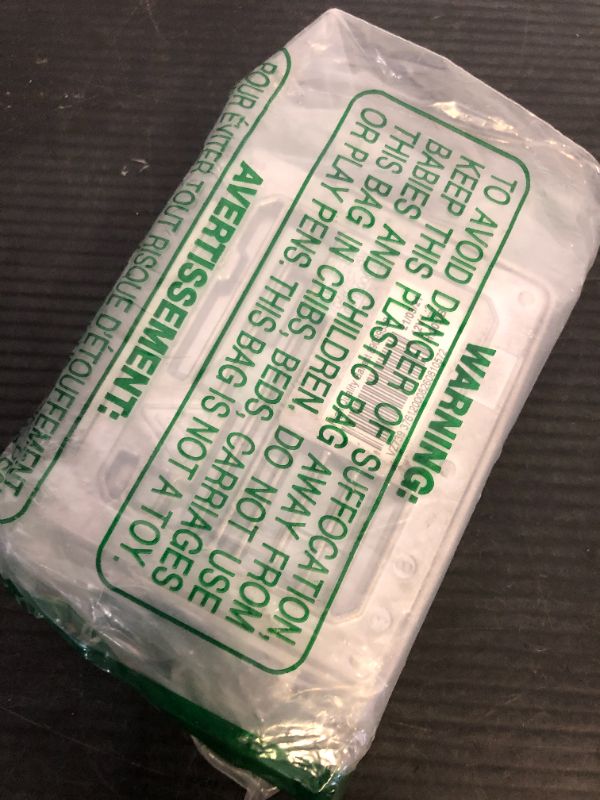 WARNING!
TO AVOID DANGER OF SUFFOCATION,
KEEP THIS PLASTIC BAG AWAY FROM
BABIES AND CHILDREN. DO NOT USE
THIS BAG IN CRIBS, BEDS, CARRIAGES
OR PLAY PENS. THIS BAG IS NOT A TOY.
AVERTISSEMENT:
POUR ÉVITER TOUT RISQUE D'ÉTOUFFEMENT